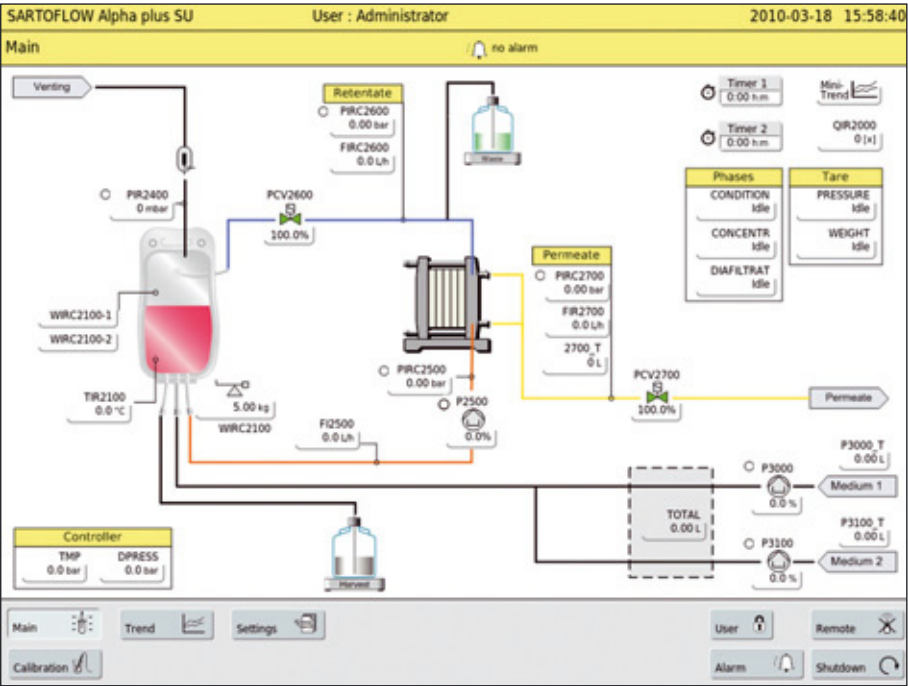 SARTOFLOW Alpha plus SU
User : Administrator
2010-03-18 15:58:40
Main
no alarm
Venting
Retentate
PIRC2600
0.00 bar
FIRC2600
0.0 L/h
Waste
Timer 1
0:00 h:m
Mini-
Trend
Timer 2
0:00 h:m
QIR2000
0 [x]
Phases
CONDITION
Idle
CONCENTR
Idle
DIAFILTRAT
Idle
Tare
PRESSURE
Idle
WEIGHT
Idle
PIR2400
0 mbar
PCV2600
100.0%
Permeate
PIRC2700
0.00 bar
FIR2700
0.0 L/h
2700_T
0 L
WIRC2100-1
WIRC2100-2
PIRC2500
0.00 bar
PCV2700
100.0%
Permeate
TIR2100
0.0 °C
5.00 kg
WIRC2100
FI2500
0.0 L/h
P2500
0.0%
P3000_T
0.00 L
P3000
0.0 %
Medium 1
TOTAL
0.00 L
P3100_T
0.00 L
P3100
0.0 %
Medium 2
Controller
TMP
0.0 bar
DPRESS
0.0 bar
Harvest
Main
Trend
Settings
User
Remote
Calibration
Alarm
Shutdown